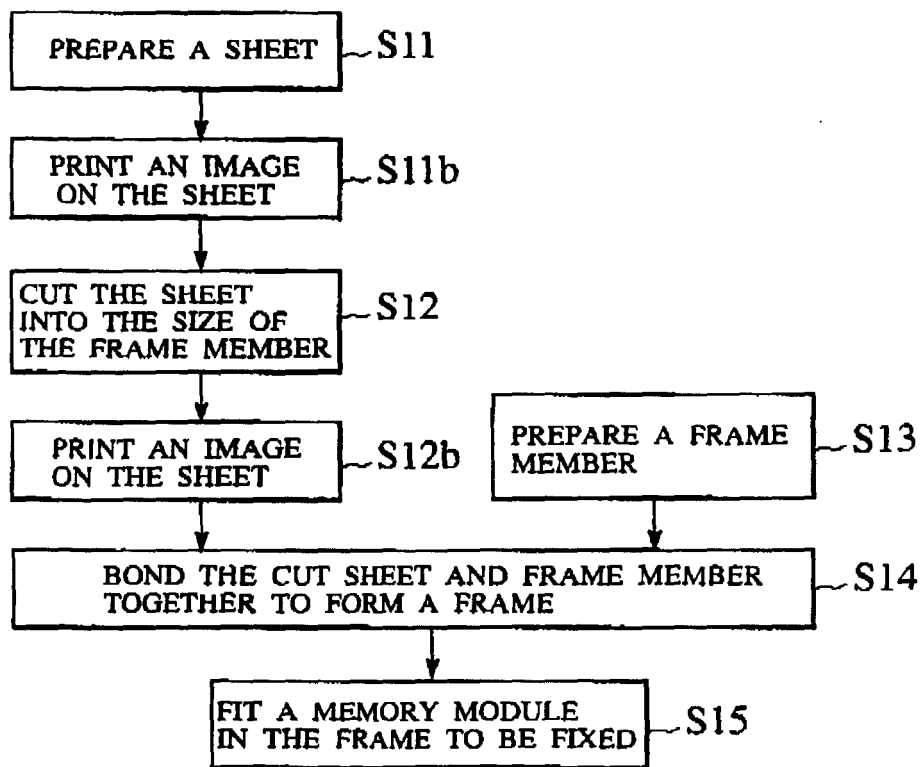 PREPARE A SHEET
S11
PRINT AN IMAGE
ON THE SHEET
S11b
CUT THE SHEET
INTO THE SIZE OF
THE FRAME MEMBER
S12
PRINT AN IMAGE
ON THE SHEET
S12b
PREPARE A FRAME
MEMBER
S13
BOND THE CUT SHEET AND FRAME MEMBER
TOGETHER TO FORM A FRAME
S14
FIT A MEMORY MODULE
IN THE FRAME TO BE FIXED
S15